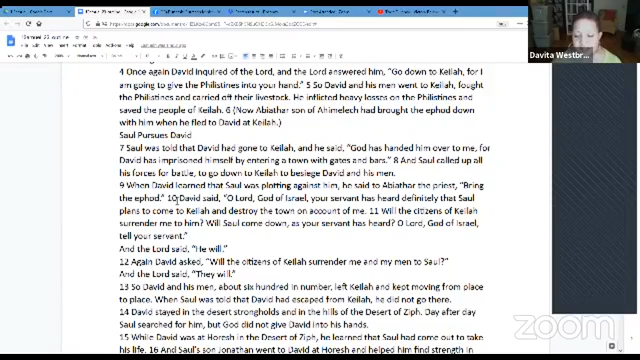 1Samuel 23 outline
Davita Westbr...
4 Once again David inquired of the Lord, and the Lord answered him, "Go down to Keilah, for I
am going to give the Philistines into your hand." 5 So David and his men went to Keilah, fought
the Philistines and carried off their livestock. He inflicted heavy losses on the Philistines and
saved the people of Keilah. 6 (Now Abiathar son of Ahimelech had brought the ephod down
with him when he fled to David at Keilah.)
Saul Pursues David
7 Saul was told that David had gone to Keilah, and he said, "God has handed him over to me, for
David has imprisoned himself by entering a town with gates and bars." 8 And Saul called up all
his forces for battle, to go down to Keilah to besiege David and his men.
9 When David learned that Saul was plotting against him, he said to Abiathar the priest, "Bring
the ephod." 10 David said, "O Lord, God of Israel, your servant has heard definitely that Saul
plans to come to Keilah and destroy the town on account of me. 11 Will the citizens of Keilah
surrender me to him? Will Saul come down, as your servant has heard? O Lord, God of Israel,
tell your servant."
And the Lord said, "He will."
12 Again David asked, "Will the citizens of Keilah surrender me and my men to Saul?"
And the Lord said, "They will."
13 So David and his men, about six hundred in number, left Keilah and kept moving from place
to place. When Saul was told that David had escaped from Keilah, he did not go there.
14 David stayed in the desert strongholds and in the hills of the Desert of Ziph. Day after day
Saul searched for him, but God did not give David into his hands.
15 While David was at Horesh in the Desert of Ziph, he learned that Saul had come out to take
his life. 16 And Saul's son Jonathan went to David at Horesh and helped him find strength in
zoom